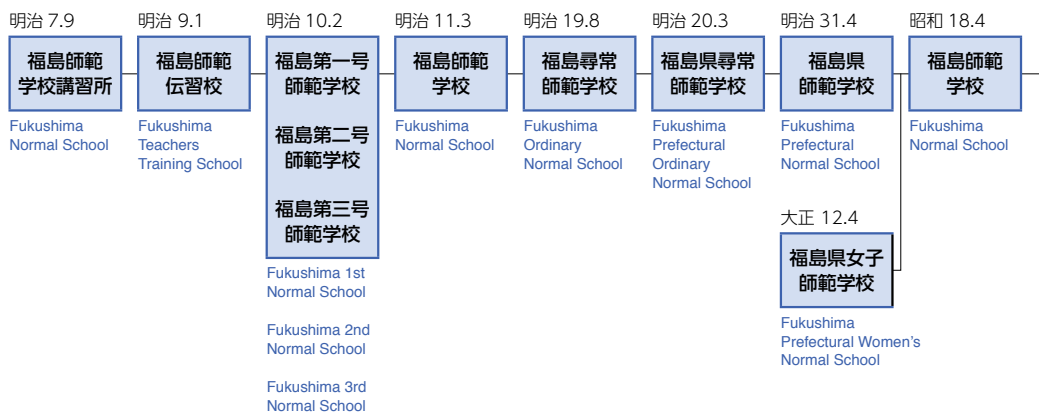 明治 7.9
福島師範
学校講習所
Fukushima
Normal School
明治 9.1
福島師範
伝習校
Fukushima
Teachers
Training School
明治 10.2
福島第一号
師範学校
福島第二号
師範学校
福島第三号
師範学校
Fukushima 1st
Normal School
Fukushima 2nd
Normal School
Fukushima 3rd
Normal School
明治 11.3
福島師範
学校
Fukushima
Normal School
明治 19.8
福島尋常
師範学校
Fukushima
Ordinary
Normal School
明治 20.3
福島県尋常
師範学校
Fukushima
Prefectural
Ordinary
Normal School
明治 31.4
福島県
師範学校
Fukushima
Prefectural
Normal School
大正 12.4
福島県女子
師範学校
Fukushima
Prefectural Women’s
Normal School
昭和 18.4
福島師範
学校
Fukushima
Normal School